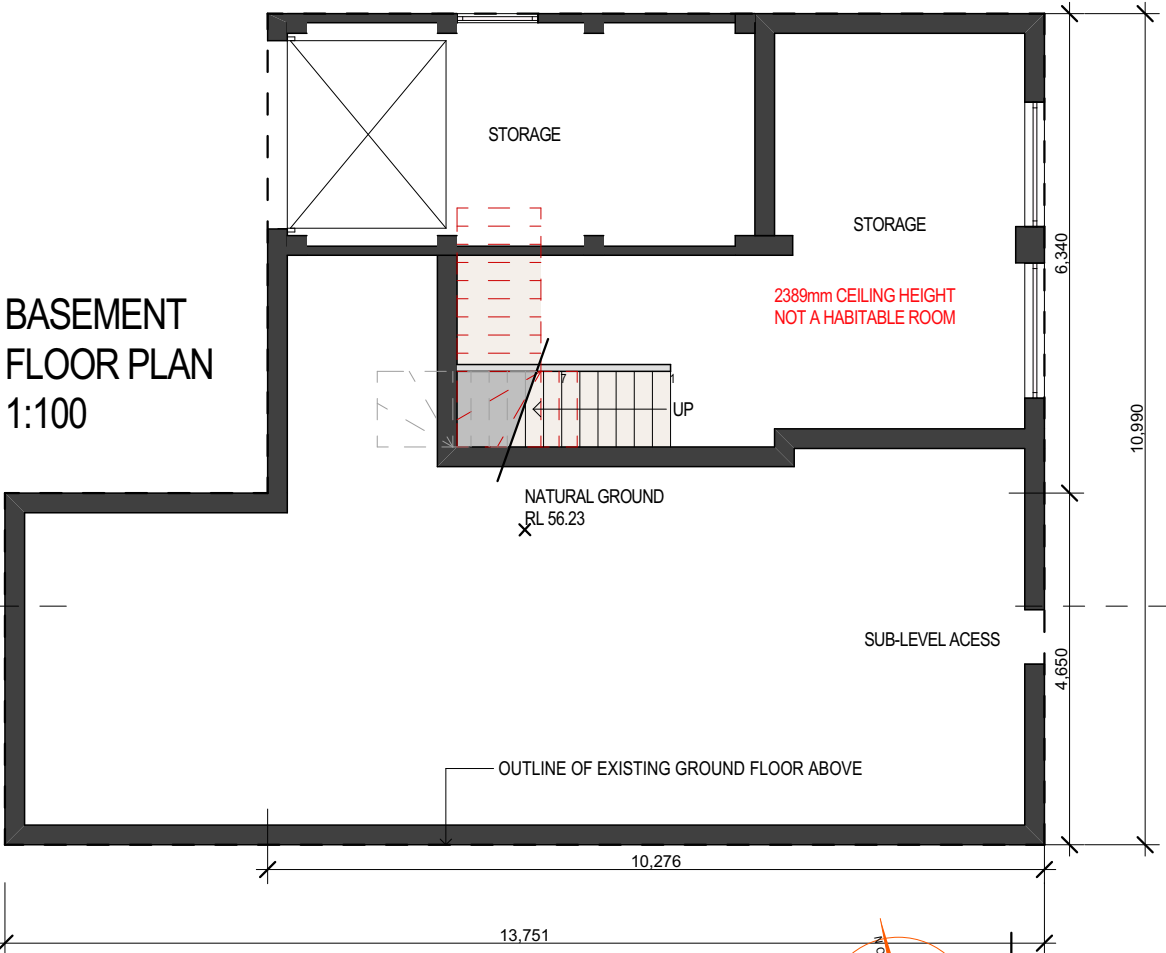 STORAGE
STORAGE
6,340
2389mm CEILING HEIGHT
NOT A HABITABLE ROOM
BASEMENT
FLOOR PLAN
1:100
7
1
UP
10,990
NATURAL GROUND
RL 56.23
SUB-LEVEL ACESS
4,650
OUTLINE OF EXISTING GROUND FLOOR ABOVE
10,276
13,751
N